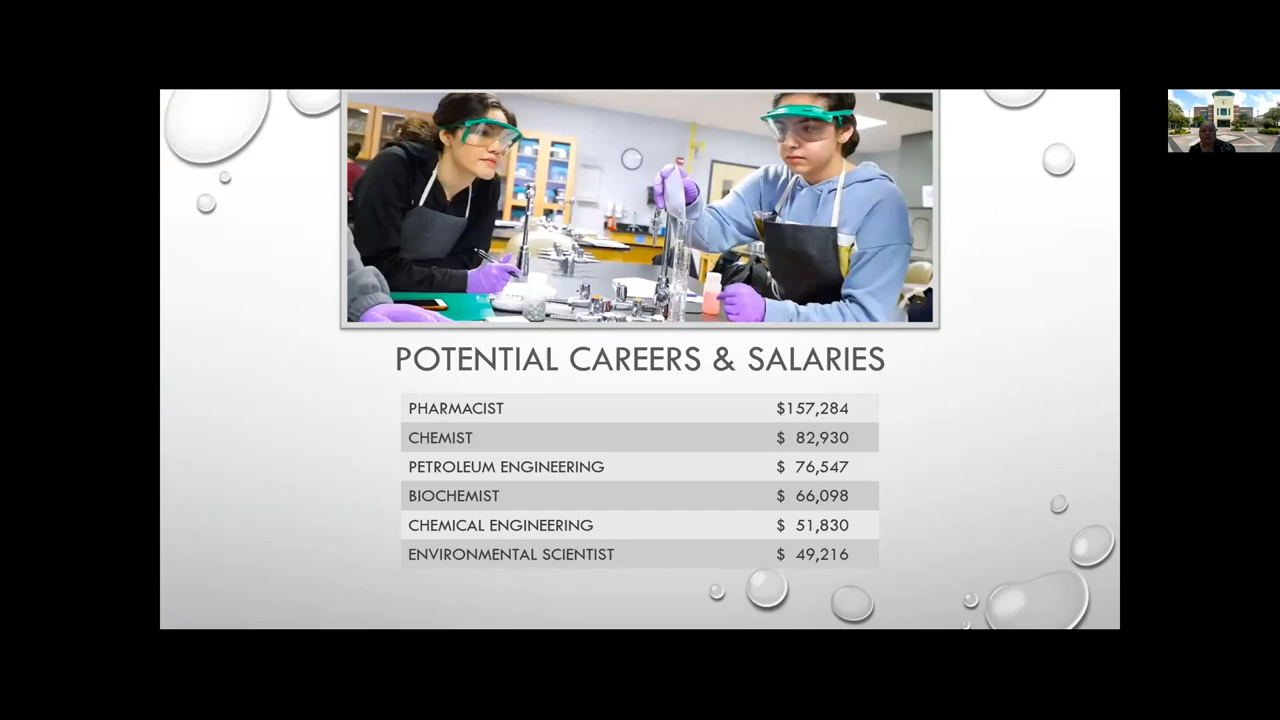 POTENTIAL CAREERS & SALARIES
PHARMACIST $157,284
CHEMIST $ 82,930
PETROLEUM ENGINEERING $ 76,547
BIOCHEMIST $ 66,098
CHEMICAL ENGINEERING $ 51,830
ENVIRONMENTAL SCIENTIST $ 49,216